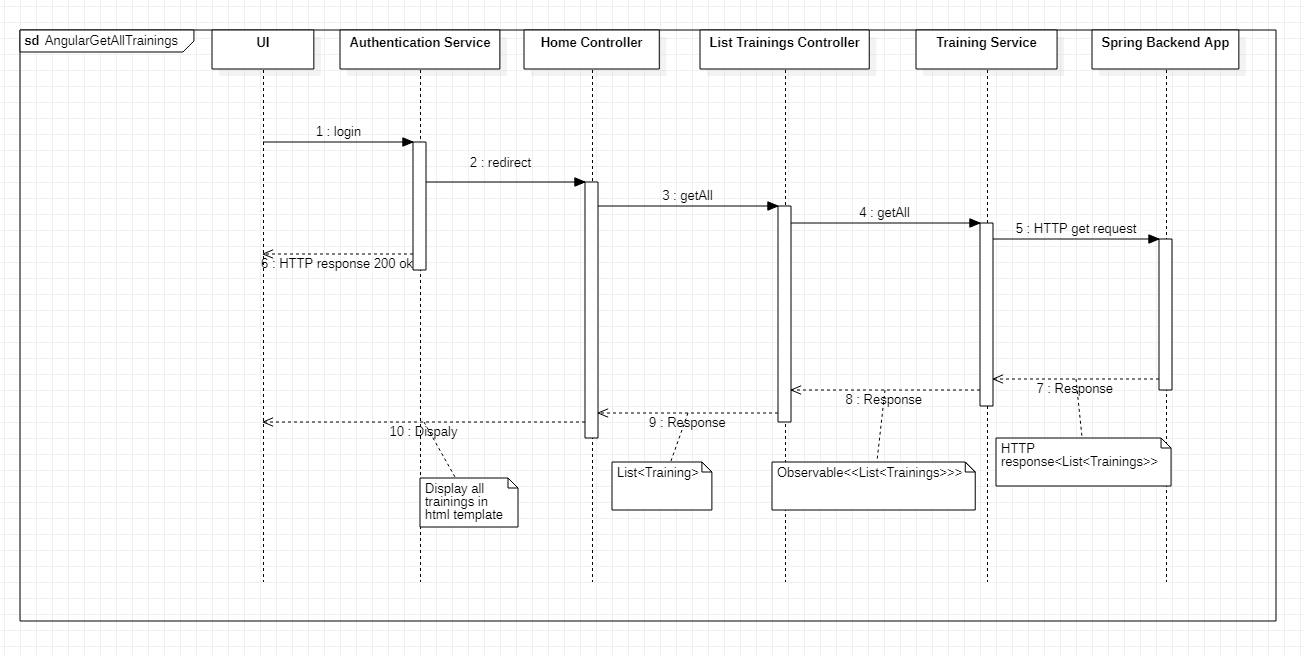 sd AngularGetAllTrainings
UI
Authentication Service
Home Controller
List Trainings Controller
Training Service
Spring Backend App
1 : login
2 : redirect
3 : getAll
4 : getAll
5 : HTTP get request
6 : HTTP response 200 ok
7 : Response
8 : Response
9 : Response
10 : Dispaly
HTTP
response<List<Trainings>>
List<Training>
Observable<<List<Trainings>>>
Display all
trainings in
html template